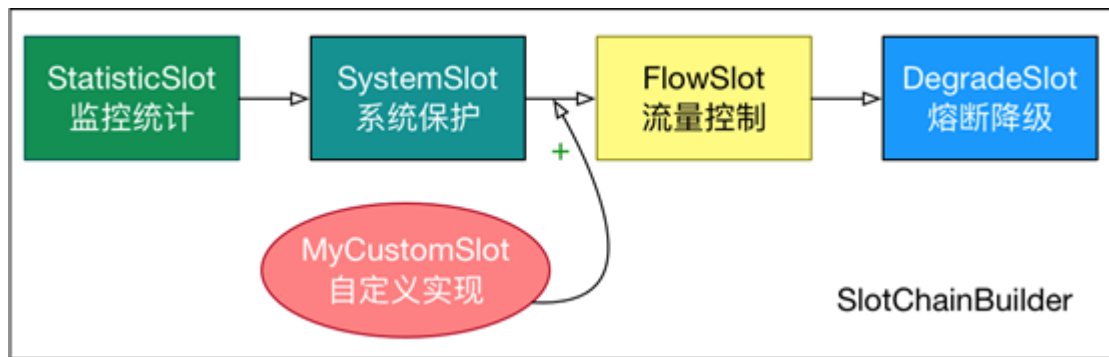 StatisticSlot
监控统计
SystemSlot
系统保护
FlowSlot
流量控制
DegradeSlot
熔断降级
+
MyCustomSlot
自定义实现
SlotChainBuilder